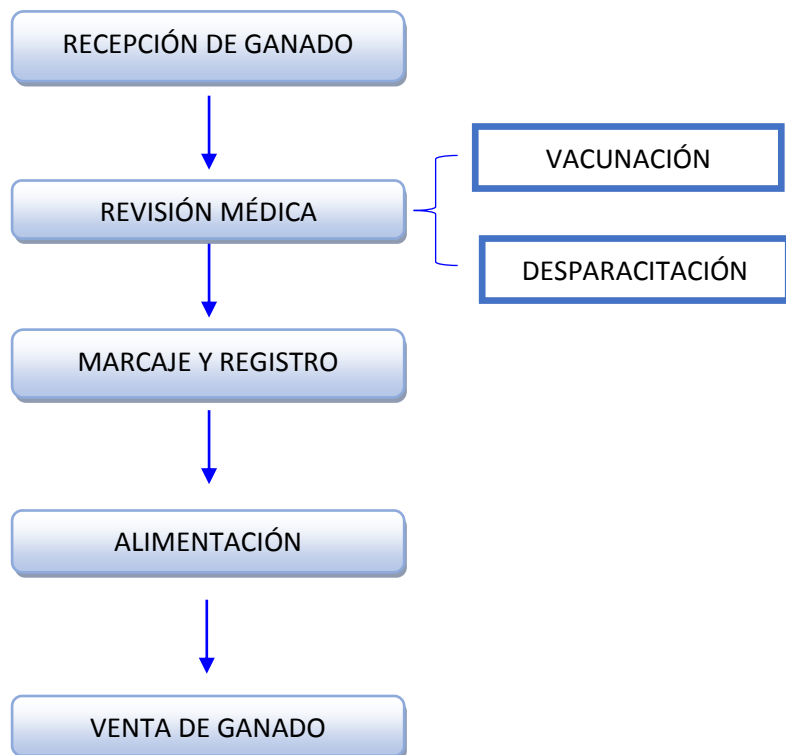 RECEPCIÓN DE GANADO
VACUNACIÓN
REVISIÓN MÉDICA
DESPARACITACIÓN
MARCAJE Y REGISTRO
ALIMENTACIÓN
VENTA DE GANADO